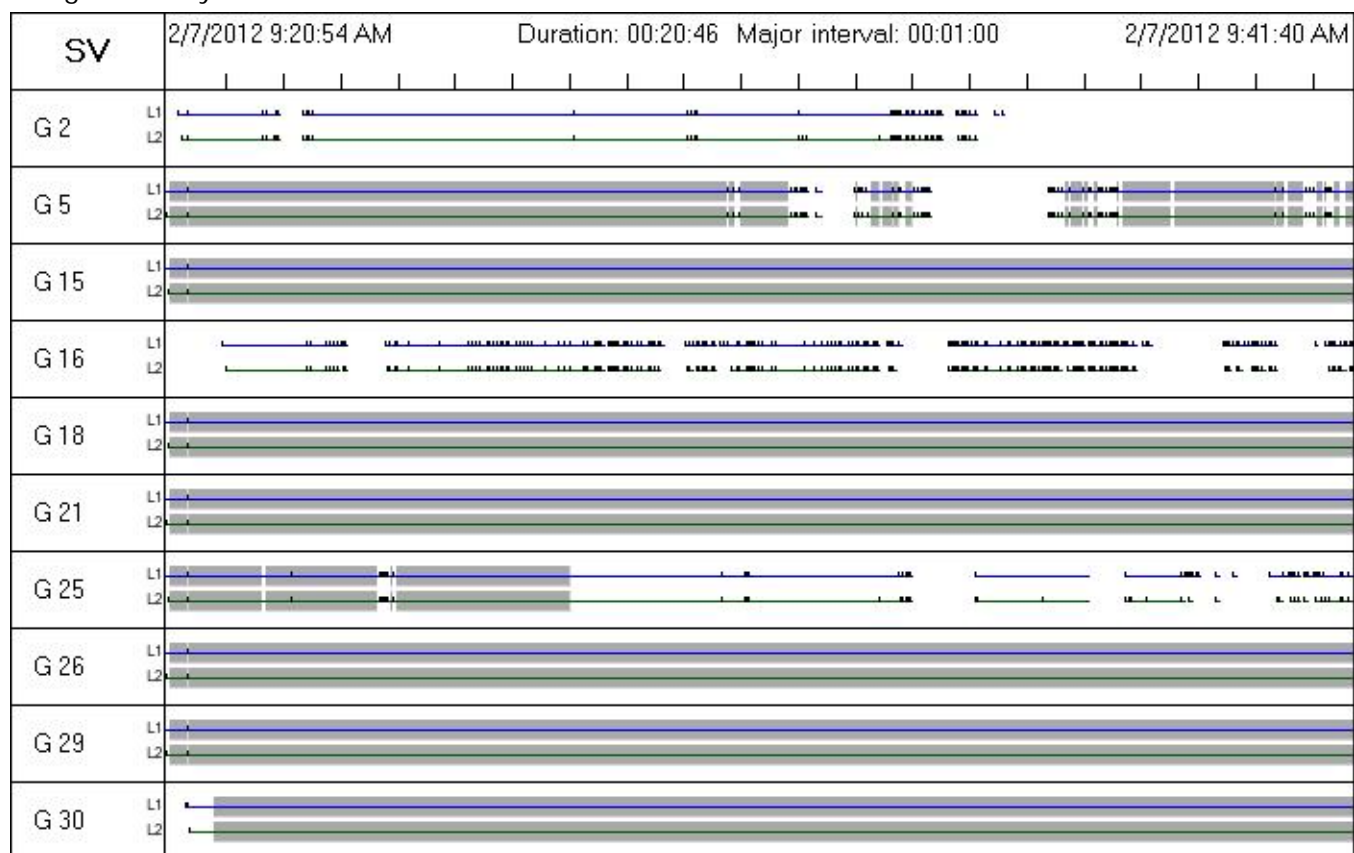 SV 2/7/2012 9:20:54 AM Duration: 00:20:46 Major interval: 00:01:00 2/7/2012 9:41:40 AM
G 2 L1
L2
G 5 L1
L2
G 15 L1
L2
G 16 L1
L2
G 18 L1
L2
G 21 L1
L2
G 25 L1
L2
G 26 L1
L2
G 29 L1
L2
G 30 L1
L2